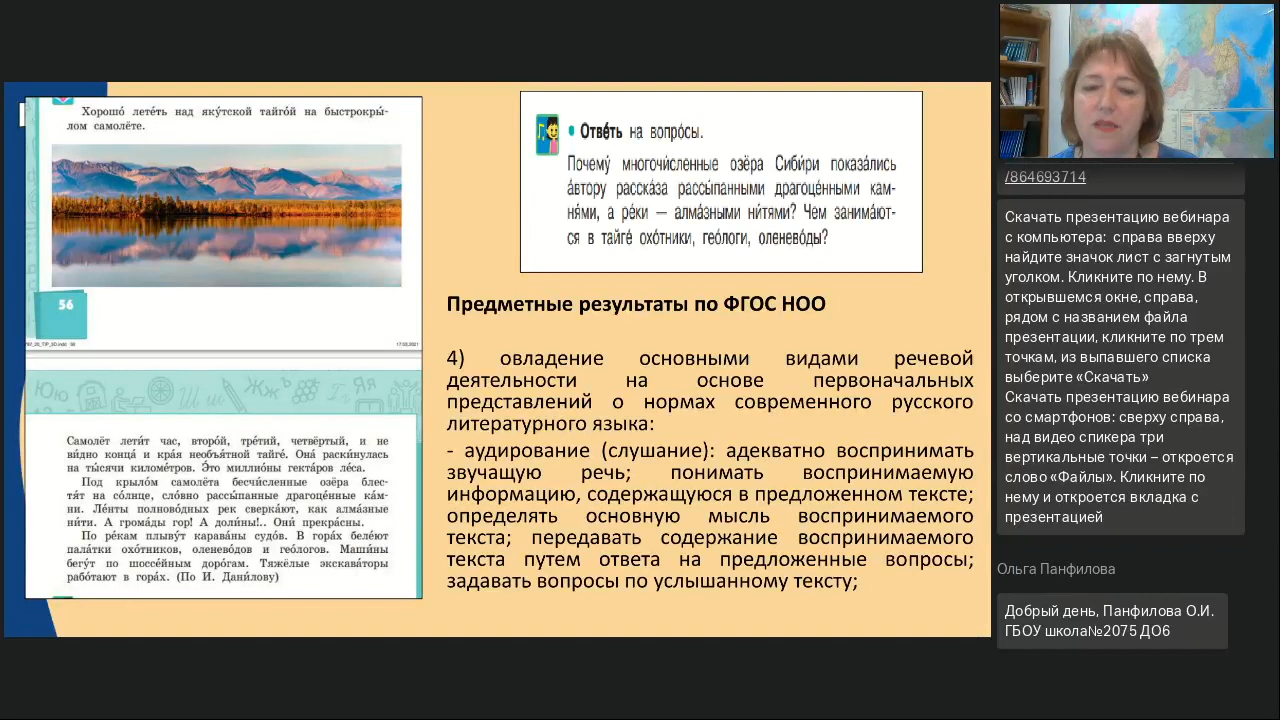 Хорошо́ лете́ть над яку́тской тайго́й на быстрокры́-
лом самолёте.
56
17.03.2021
Самолёт лети́т час, второ́й, тре́тий, четвёртый, и не
ви́дно конца́ и кра́я необъя́тной тайге́. Она́ раски́нулась
на ты́сячи киломе́тров. Э́то миллио́ны гекта́ров ле́са.
Под крыло́м самолёта бесчи́сленные озёра блес-
тя́т на со́лнце, сло́вно рассы́панные драгоце́нные ка́м-
ни. Ле́нты полново́дных рек сверка́ют, как алма́зные
ни́ти. А грома́ды гор! А доли́ны!.. Они́ прекра́сны.
По ре́кам плыву́т карава́ны судо́в. В гора́х беле́ют
пала́тки охо́тников, оленево́дов и гео́логов. Маши́ны
бегу́т по шоссе́йным доро́гам. Тяжёлые экскава́торы
рабо́тают в гора́х. (По И. Дани́лову)
• Отве́ть на вопро́сы.
Почему́ многочи́сленные озёра Сиби́ри показа́лись
а́втору расска́за рассы́панными драгоце́нными кам-
ня́ми, а ре́ки — алма́зными ни́тями? Чем занима́ют-
ся в тайге́ охо́тники, гео́логи, оленево́ды?
Предметные результаты по ФГОС НОО
4) овладение основными видами речевой
деятельности на основе первоначальных
представлений о нормах современного русского
литературного языка:
- аудирование (слушание): адекватно воспринимать
звучащую речь; понимать воспринимаемую
информацию, содержащуюся в предложенном тексте;
определять основную мысль воспринимаемого
текста; передавать содержание воспринимаемого
текста путем ответа на предложенные вопросы;
задавать вопросы по услышанному тексту;
/864693714
Скачать презентацию вебинара
с компьютера: справа вверху
найдите значок лист с загнутым
уголком. Кликните по нему. В
открывшемся окне, справа,
рядом с названием файла
презентации, кликните по трем
точкам, из выпавшего списка
выберите «Скачать»
Скачать презентацию вебинара
со смартфонов: сверху справа,
над видео спикера три
вертикальные точки – откроется
слово «Файлы». Кликните по
нему и откроется вкладка с
презентацией
Ольга Панфилова
Добрый день, Панфилова О.И.
ГБОУ школа№2075 ДО6